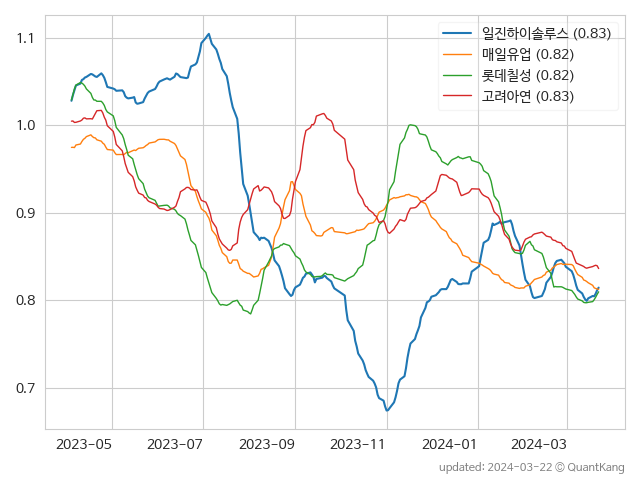 일진하이솔루스 (0.83)
매일유업 (0.82)
롯데칠성 (0.82)
고려아연 (0.83)
1.1
1.0
0.9
0.8
0.7
2023-05 2023-07 2023-09 2023-11 2024-01 2024-03
updated: 2024-03-22 © QuantKang